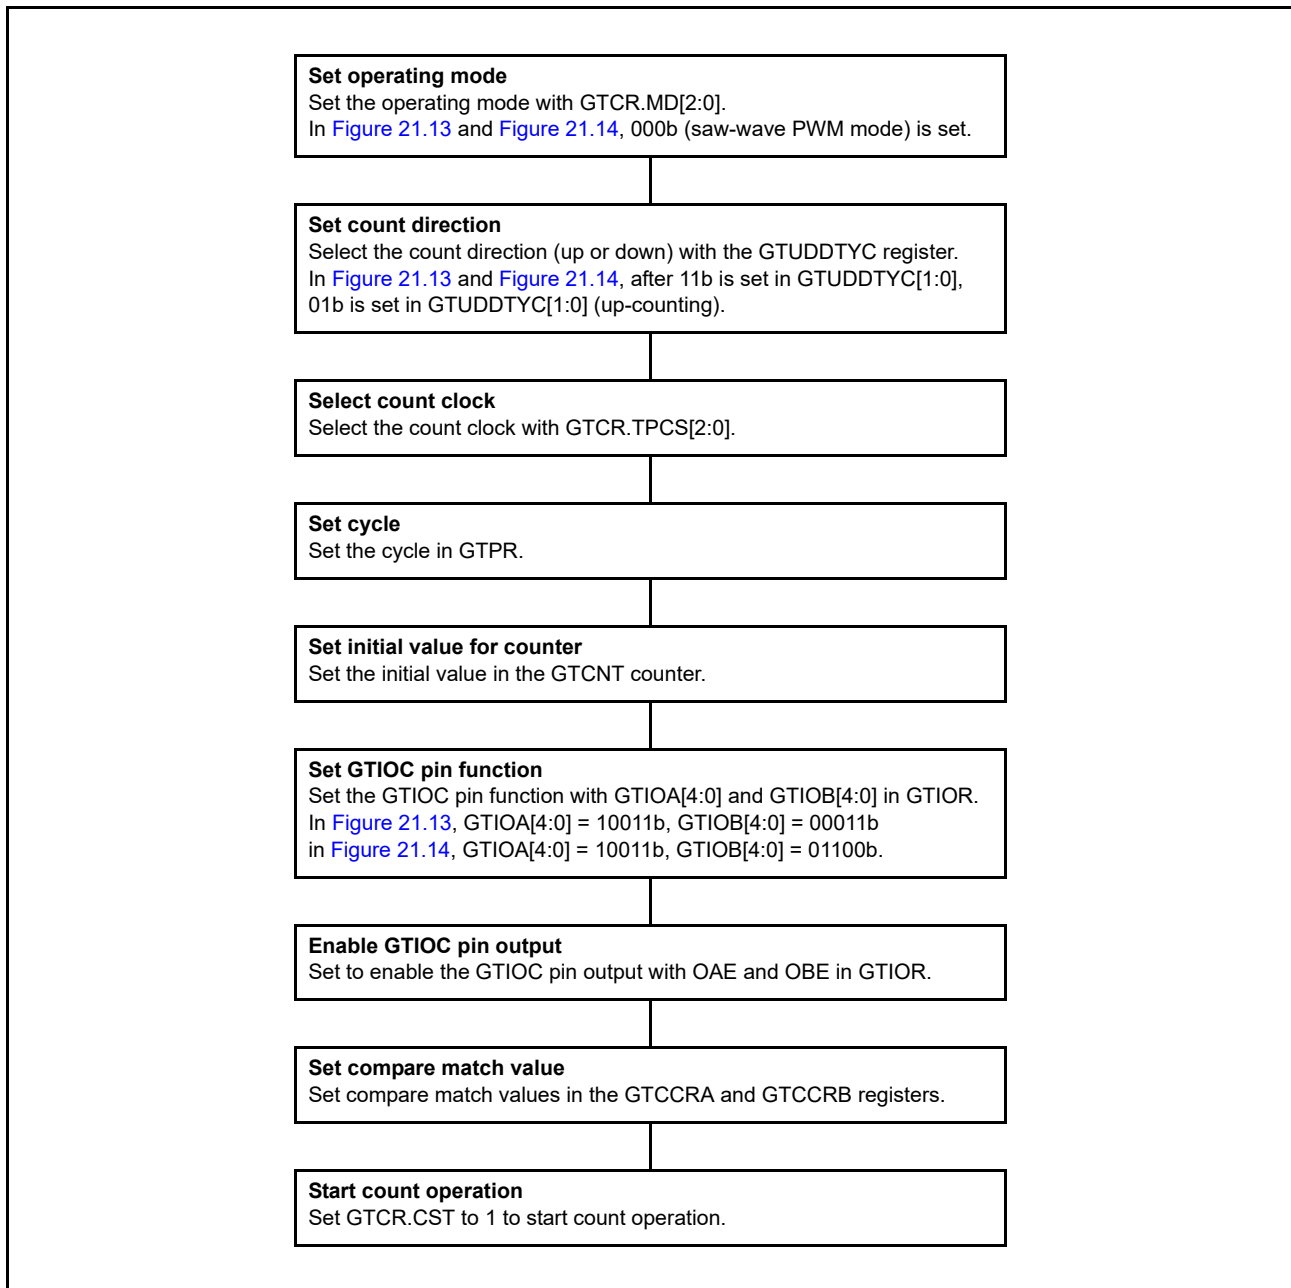 Set operating mode
Set the operating mode with GTCR.MD[2:0].
In Figure 21.13 and Figure 21.14, 000b (saw-wave PWM mode) is set.
Set count direction
Select the count direction (up or down) with the GTUDDTYC register.
In Figure 21.13 and Figure 21.14, after 11b is set in GTUDDTYC[1:0],
01b is set in GTUDDTYC[1:0] (up-counting).
Select count clock
Select the count clock with GTCR.TPCS[2:0].
Set cycle
Set the cycle in GTPR.
Set initial value for counter
Set the initial value in the GTCNT counter.
Set GTIOC pin function
Set the GTIOC pin function with GTIOA[4:0] and GTIOB[4:0] in GTIOR.
In Figure 21.13, GTIOA[4:0] = 10011b, GTIOB[4:0] = 00011b
in Figure 21.14, GTIOA[4:0] = 10011b, GTIOB[4:0] = 01100b.
Enable GTIOC pin output
Set to enable the GTIOC pin output with OAE and OBE in GTIOR.
Set compare match value
Set compare match values in the GTCCRA and GTCCRB registers.
Start count operation
Set GTCR.CST to 1 to start count operation.